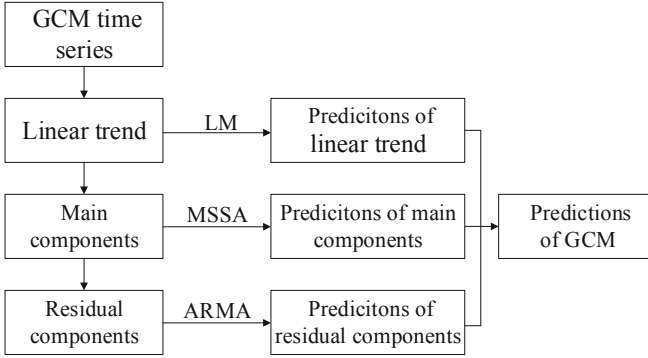 GCM time
series
Linear trend
LM
Predicitons of
linear trend
Main
components
MSSA
Predicitons of main
components
Predictions
of GCM
Residual
components
ARMA
Predicitons of
residual components